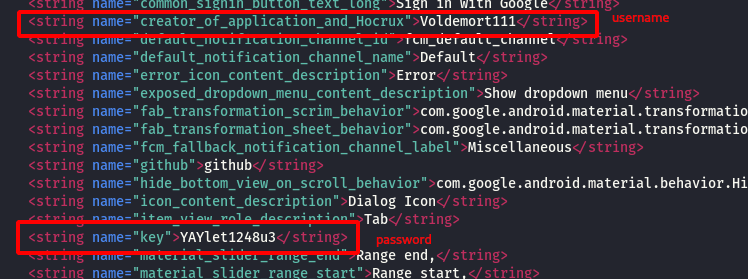 <string name="common_signin_button_text_long">Sign in with Google</string>
<string name="creator_of_application_and_Hocrux">Voldemort111</string> username
<string name="default_notification_channel_id">fcm_default_channel</string>
<string name="default_notification_channel_name">Default</string>
<string name="error_icon_content_description">Error</string>
<string name="exposed_dropdown_menu_content_description">Show dropdown menu</string>
<string name="fab_transformation_scrim_behavior">com.google.android.material.transformatio
<string name="fab_transformation_sheet_behavior">com.google.android.material.transformatio
<string name="fcm_fallback_notification_channel_label">Miscellaneous</string>
<string name="github">github</string>
<string name="hide_bottom_view_on_scroll_behavior">com.google.android.material.behavior.Hi
<string name="icon_content_description">Dialog Icon</string>
<string name="item_view_role_description">Tab</string>
<string name="key">YAYlet1248u3</string> password
<string name="material_slider_range_end">Range end,</string>
<string name="material_slider_range_start">Range start,</string>